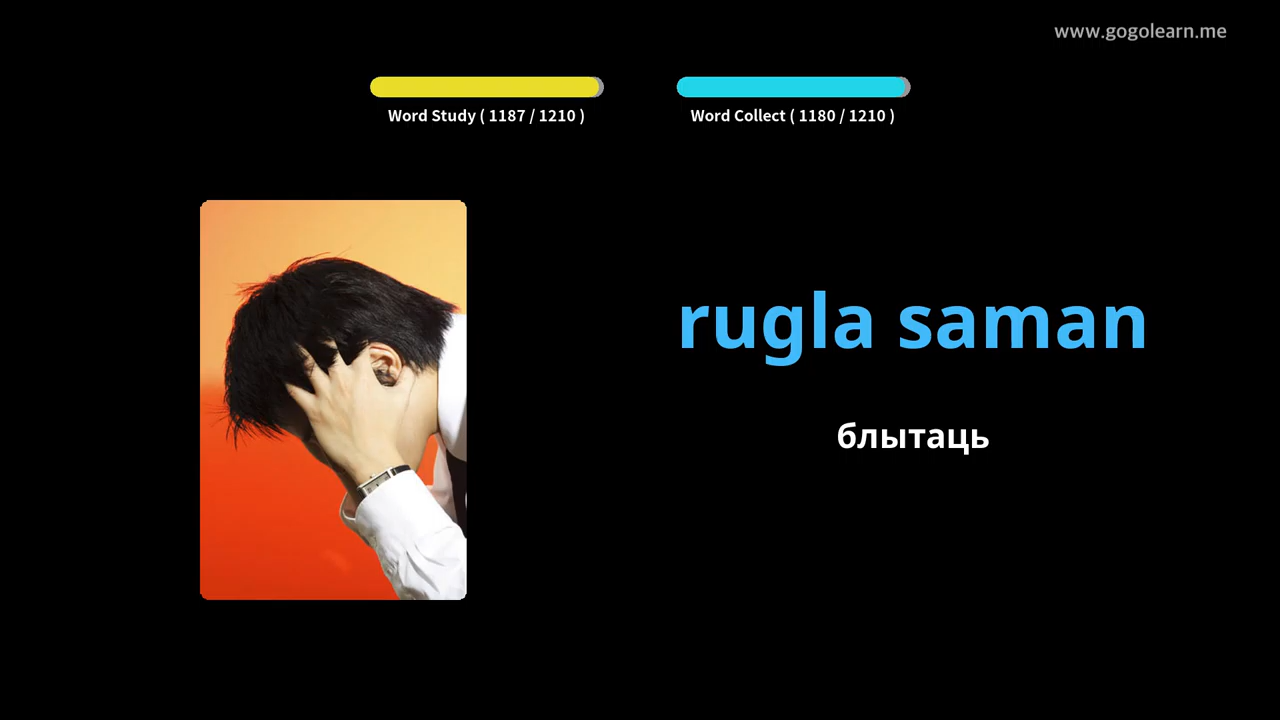 www.gogolearn.me
Word Study ( 1187 / 1210 )
Word Collect ( 1180 / 1210 )
rugla saman
блытаць